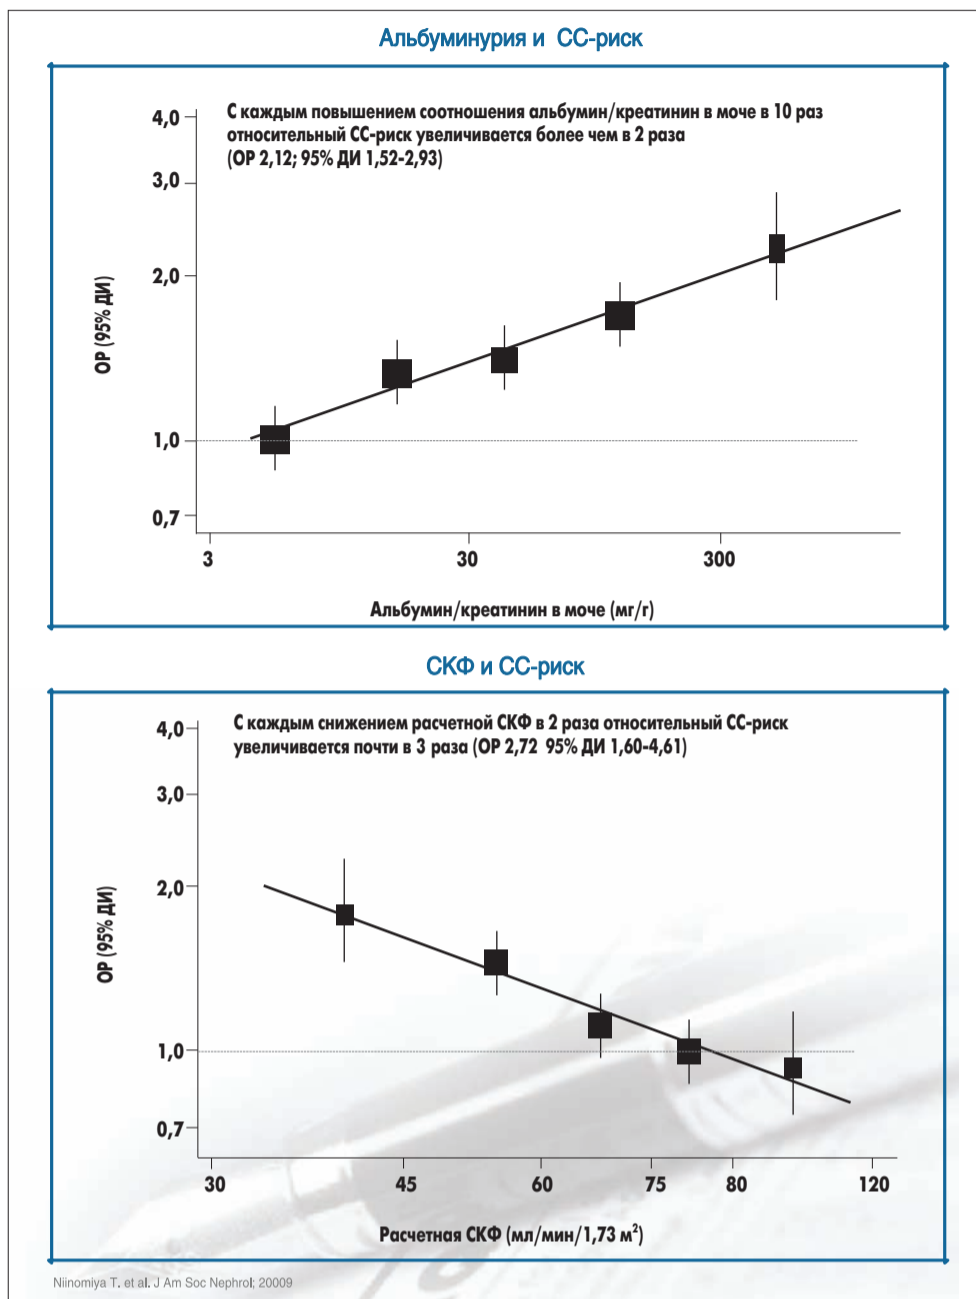 Альбуминурия и СС-риск
С каждым повышением соотношения альбумин/креатинин в моче в 10 раз
относительный СС-риск увеличивается более чем в 2 раза
(ОР 2,12; 95% ДИ 1,52-2,93)
4,0
3,0
2,0
1,0
0,7
ОР (95% ДИ)
3 30 300
Альбумин/креатинин в моче (мг/г)
СКФ и СС-риск
С каждым снижением расчетной СКФ в 2 раза относительный СС-риск
увеличивается почти в 3 раза (ОР 2,72 95% ДИ 1,60-4,61)
4,0
3,0
2,0
1,0
0,7
ОР (95% ДИ)
30 45 60 75 80 120
Расчетная СКФ (мл/мин/1,73 м²)
Niinomiya T. et al. J Am Soc Nephrol; 20009